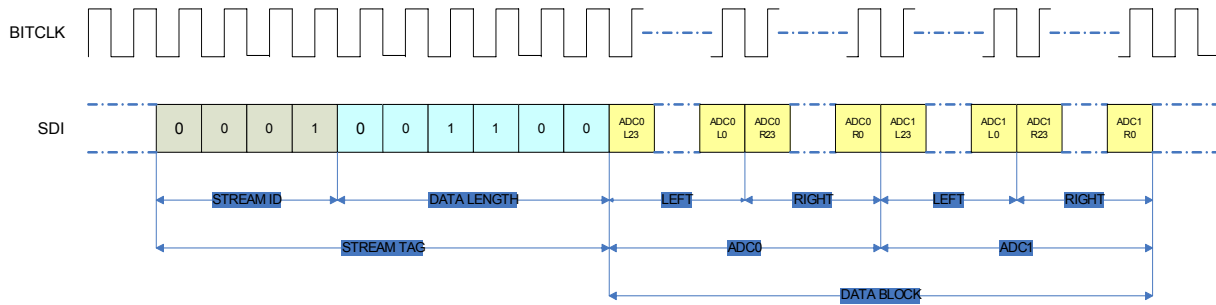 BITCLK
SDI
0 0 0 1 0 0 1 1 0 0
ADC0 L23
ADC0 L0
ADC0 R23
ADC0 R0
ADC1 L23
ADC1 L0
ADC1 R23
ADC1 R0
STREAM ID
DATA LENGTH
LEFT
RIGHT
LEFT
RIGHT
STREAM TAG
ADC0
ADC1
DATA BLOCK